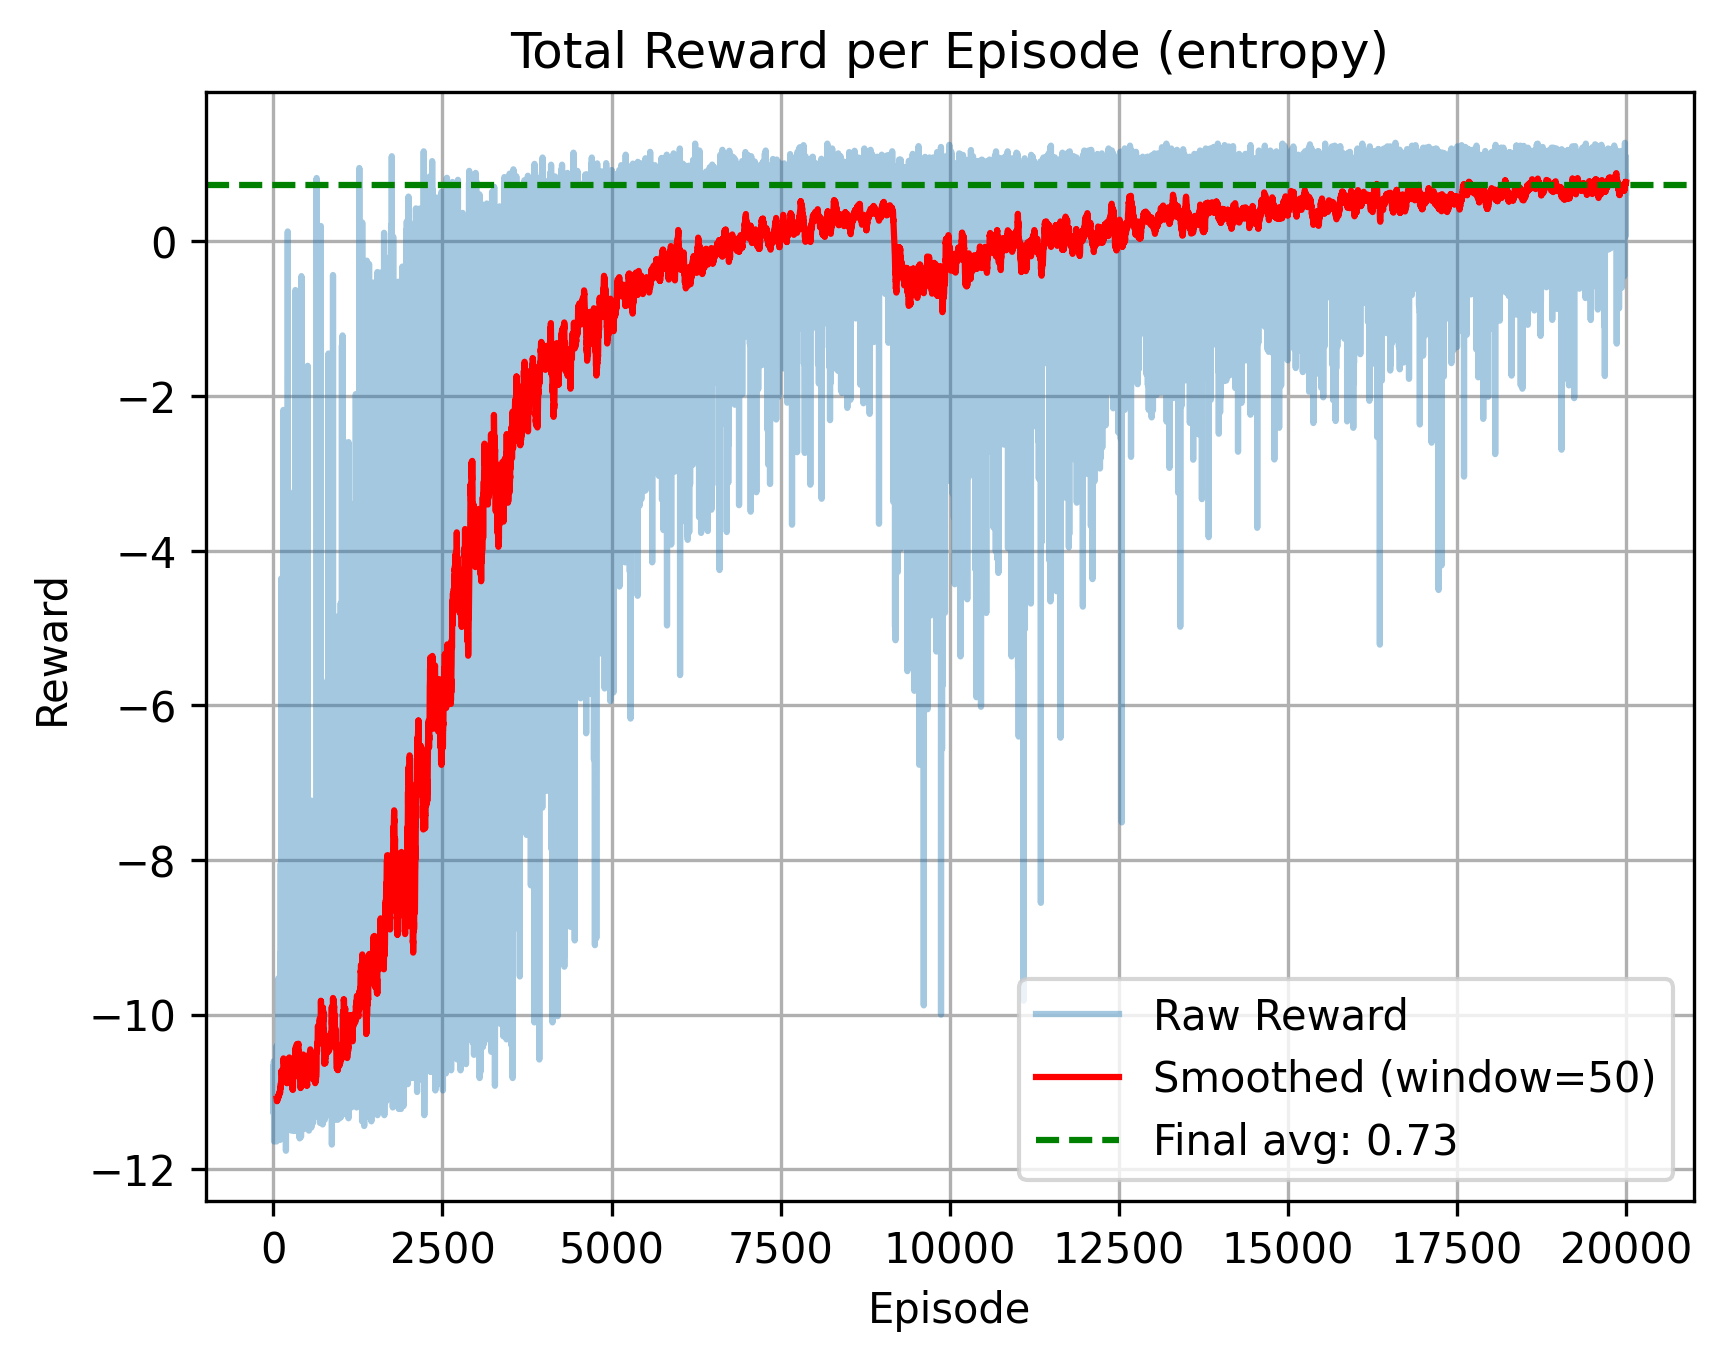 Total Reward per Episode (entropy)
Reward
0
−2
−4
−6
−8
−10
−12
Raw Reward
Smoothed (window=50)
Final avg: 0.73
0 2500 5000 7500 10000 12500 15000 17500 20000
Episode